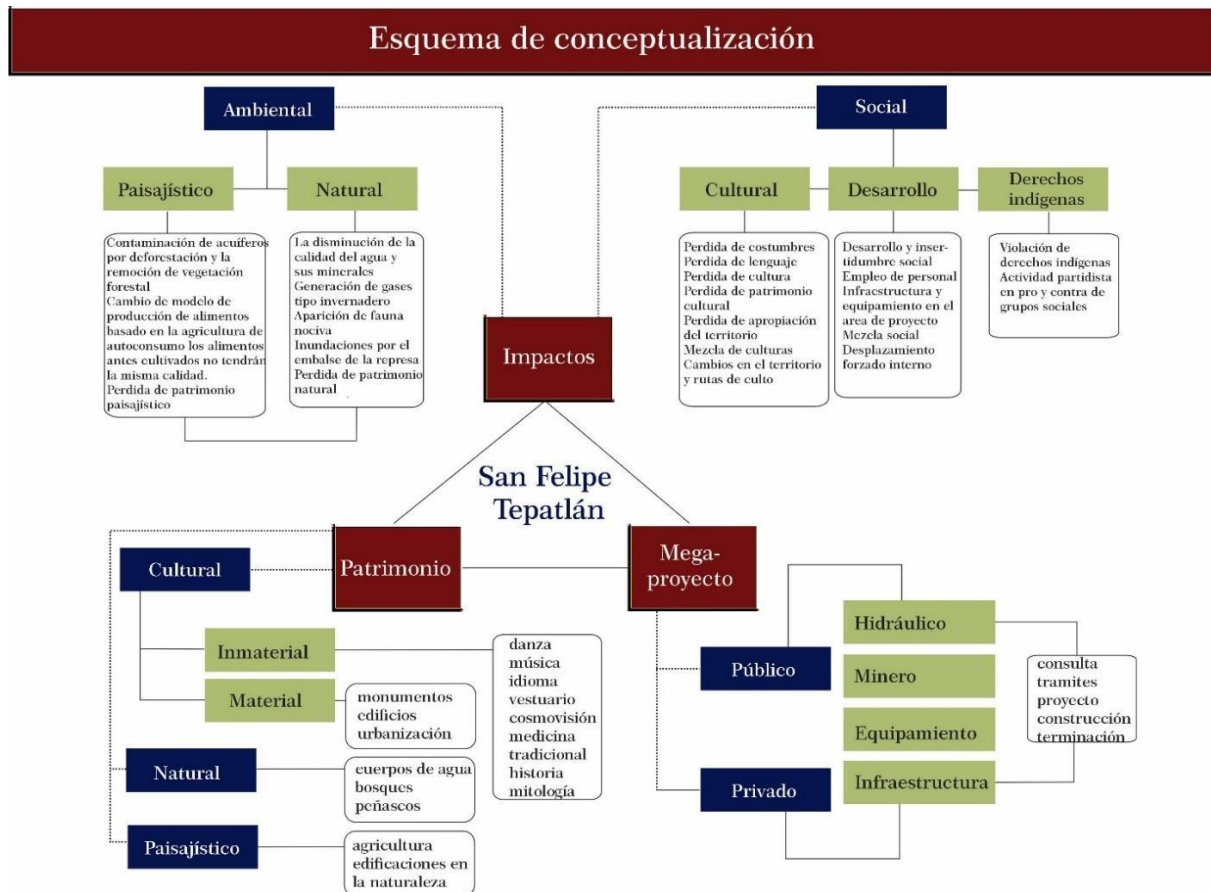 Esquema de conceptualización
Ambiental
Social
Paisajístico
Natural
Cultural
Desarrollo
Derechos
indígenas
Contaminación de acuíferos
por deforestación y la
remoción de vegetación
forestal
Cambio de modelo de
producción de alimentos
basado en la agricultura de
autoconsumo los alimentos
antes cultivados no tendrán
la misma calidad.
Perdida de patrimonio
paisajístico
La disminución de la
calidad del agua y
sus minerales
Generación de gases
tipo invernadero
Aparición de fauna
nociva
Inundaciones por el
embalse de la represa
Perdida de patrimonio
natural
Perdida de costumbres
Perdida de lenguaje
Perdida de cultura
Perdida de patrimonio
cultural
Perdida de apropiación
del territorio
Mezcla de culturas
Cambios en el territorio
y rutas de culto
Desarrollo y inser-
tidumbre social
Empleo de personal
Infraestructura y
equipamiento en el
area de proyecto
Mezcla social
Desplazamiento
forzado interno
Violación de
derechos indígenas
Actividad partidista
en pro y contra de
grupos sociales
Impactos
San Felipe
Tepatlán
Patrimonio
Mega-
proyecto
Cultural
Inmaterial
Material
danza
música
idioma
vestuario
cosmovisión
medicina
tradicional
historia
mitología
monumentos
edificios
urbanización
Natural
cuerpos de agua
bosques
peñascos
Paisajístico
agricultura
edificaciones en
la naturaleza
Público
Privado
Hidráulico
Minero
Equipamiento
Infraestructura
consulta
tramites
proyecto
construcción
terminación